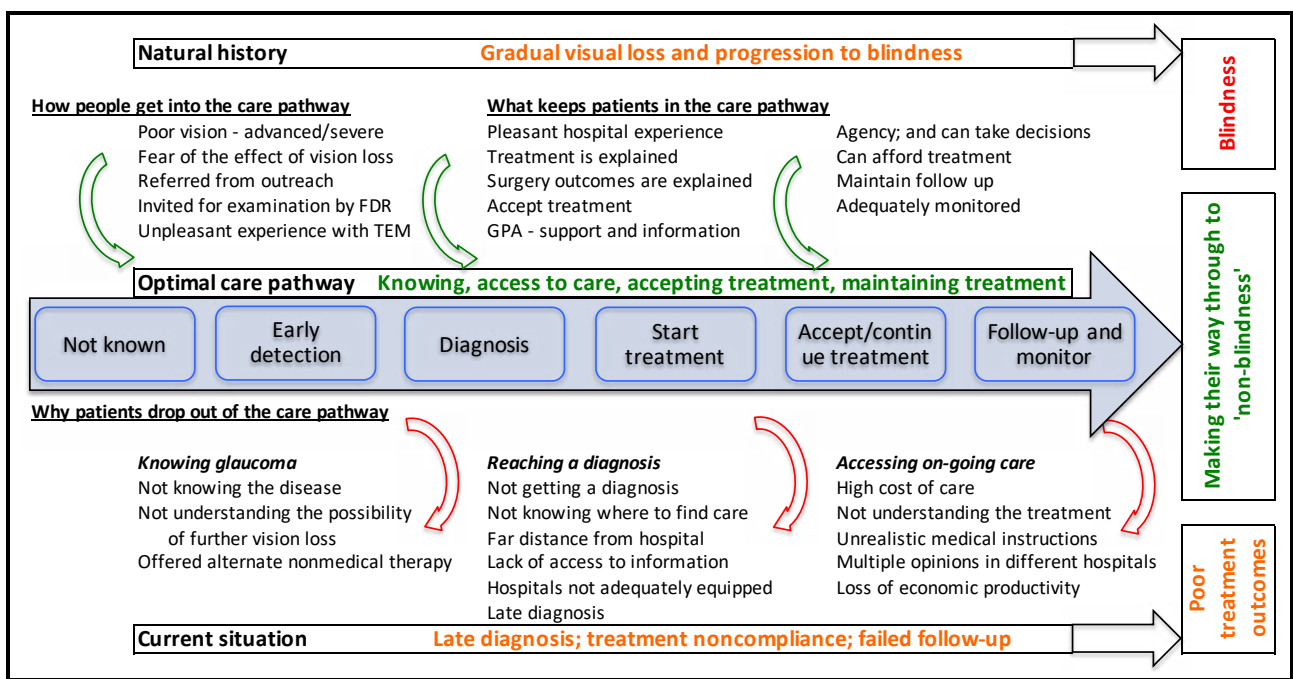 Natural history Gradual visual loss and progression to blindness
Blindness
How people get into the care pathway
Poor vision - advanced/severe
Fear of the effect of vision loss
Referred from outreach
Invited for examination by FDR
Unpleasant experience with TEM
What keeps patients in the care pathway
Pleasant hospital experience
Treatment is explained
Surgery outcomes are explained
Accept treatment
GPA - support and information
Agency; and can take decisions
Can afford treatment
Maintain follow up
Adequately monitored
Optimal care pathway Knowing, access to care, accepting treatment, maintaining treatment
Not known
Early
detection
Diagnosis
Start
treatment
Accept/contin
ue treatment
Follow-up and
monitor
Making their way through to
'non-blindness'
Why patients drop out of the care pathway
Knowing glaucoma
Not knowing the disease
Not understanding the possibility
of further vision loss
Offered alternate nonmedical therapy
Reaching a diagnosis
Not getting a diagnosis
Not knowing where to find care
Far distance from hospital
Lack of access to information
Hospitals not adequately equipped
Late diagnosis
Accessing on-going care
High cost of care
Not understanding the treatment
Unrealistic medical instructions
Multiple opinions in different hospitals
Loss of economic productivity
Current situation Late diagnosis; treatment noncompliance; failed follow-up
Poor
treatment
outcomes